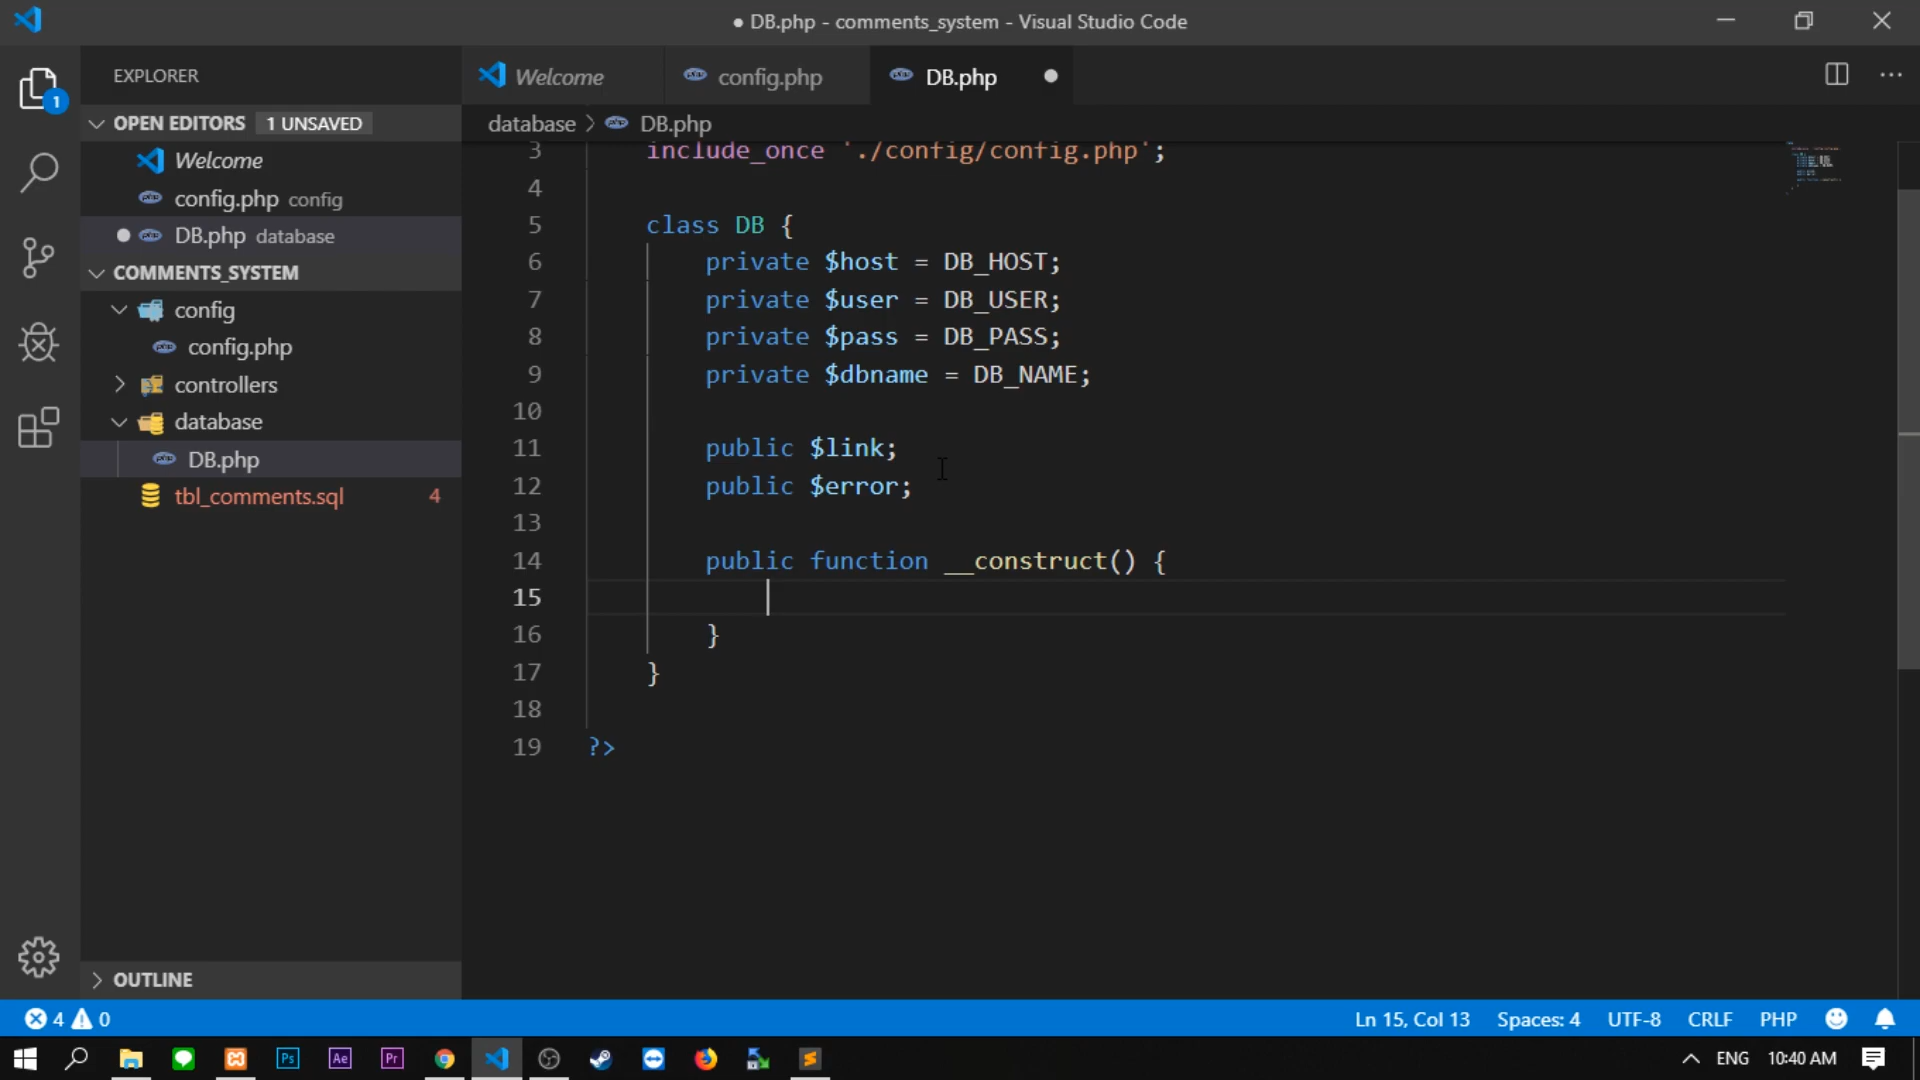 ● DB.php - comments_system - Visual Studio Code
EXPLORER
Welcome
config.php
DB.php
1
OPEN EDITORS
1 UNSAVED
database > DB.php
Welcome
config.php config
DB.php database
COMMENTS_SYSTEM
config
config.php
controllers
database
DB.php
tbl_comments.sql 4
OUTLINE
3 include_once './config/config.php';
4
5 class DB {
6 private $host = DB_HOST;
7 private $user = DB_USER;
8 private $pass = DB_PASS;
9 private $dbname = DB_NAME;
10
11 public $link;
12 public $error;
13
14 public function __construct() {
15
16 }
17 }
18
19 ?>
4 0
Ln 15, Col 13
Spaces: 4
UTF-8
CRLF
PHP
Ps
Ae
Pr
ENG
10:40 AM